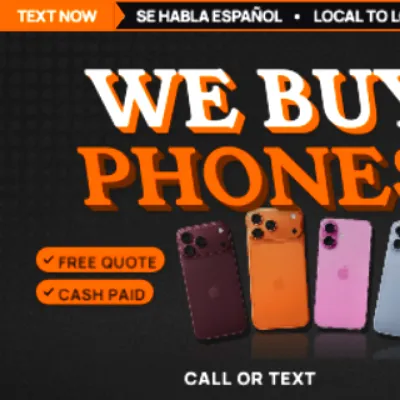 TEXT NOW SE HABLA ESPAÑOL • LOCAL TO
WE BUY
PHONES
✓ FREE QUOTE
✓ CASH PAID
CALL OR TEXT